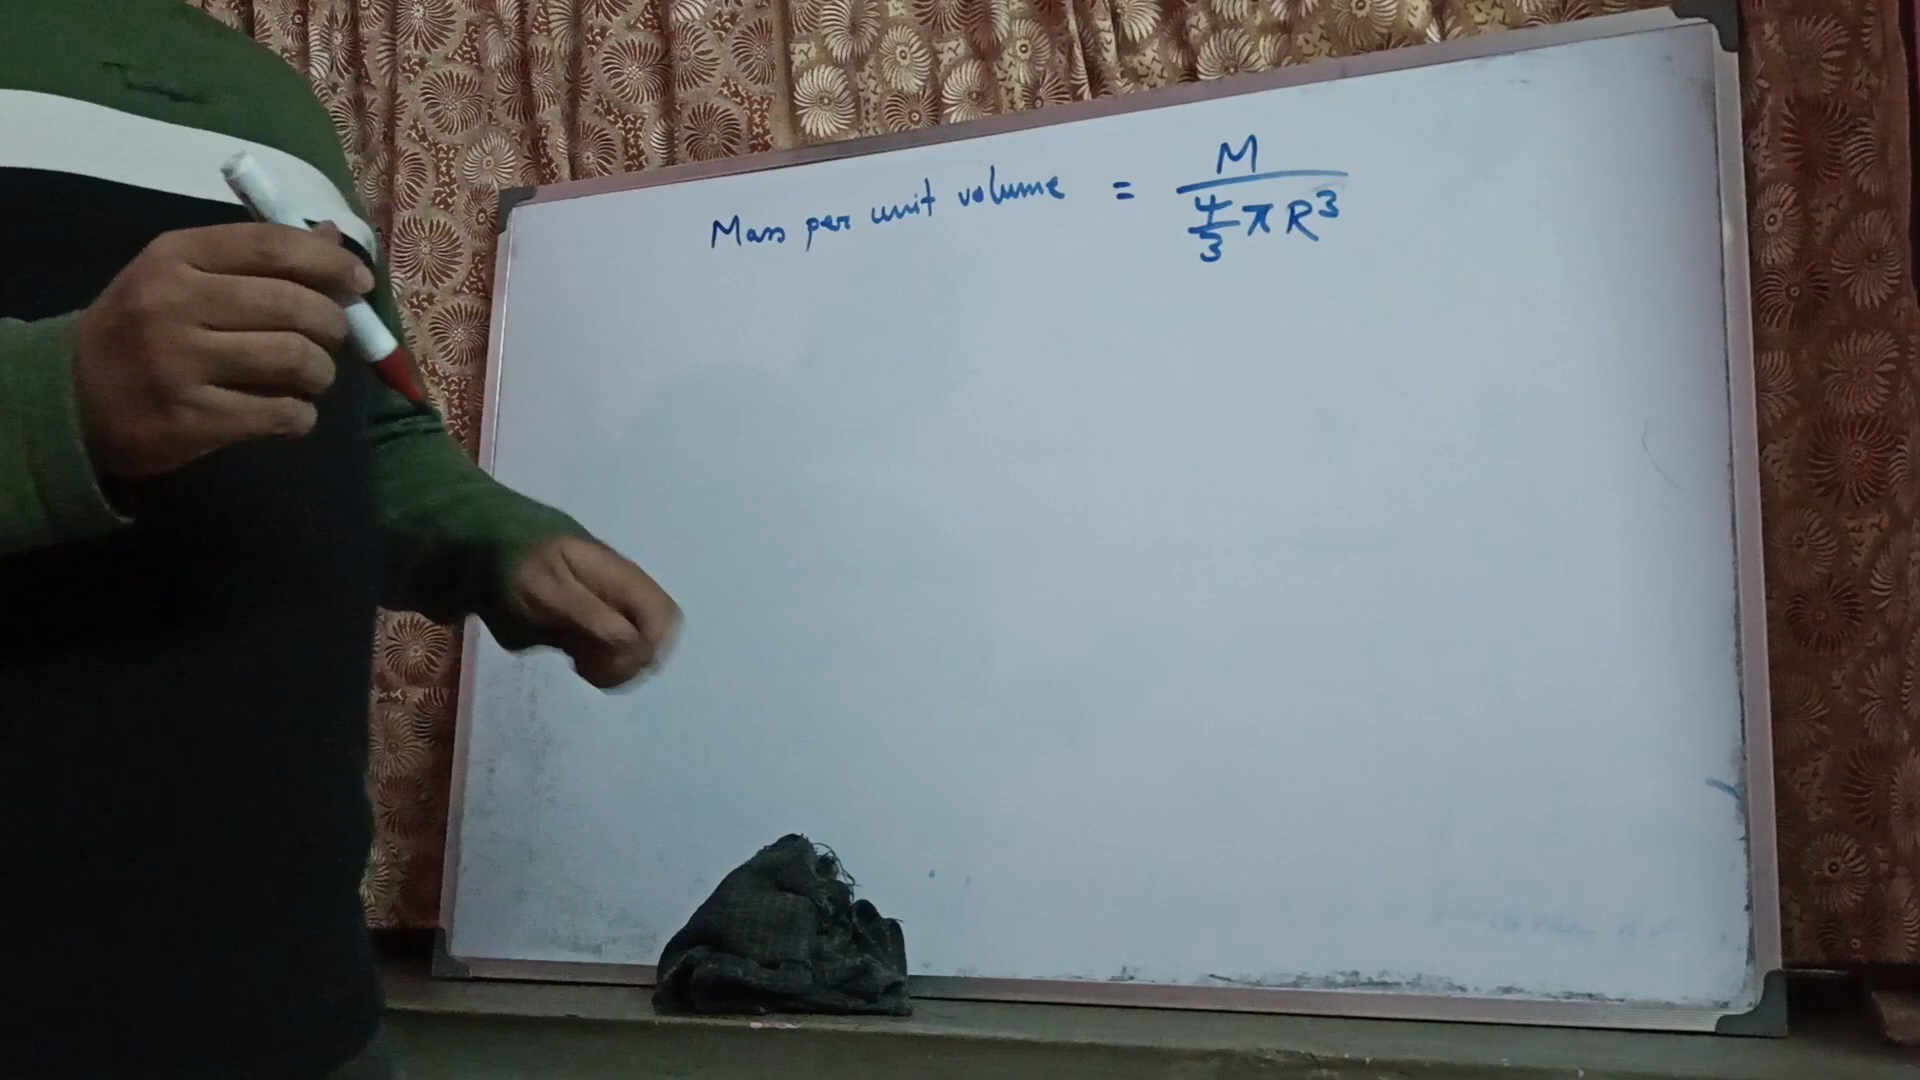 Mass per unit volume = M / 4/3 π R³